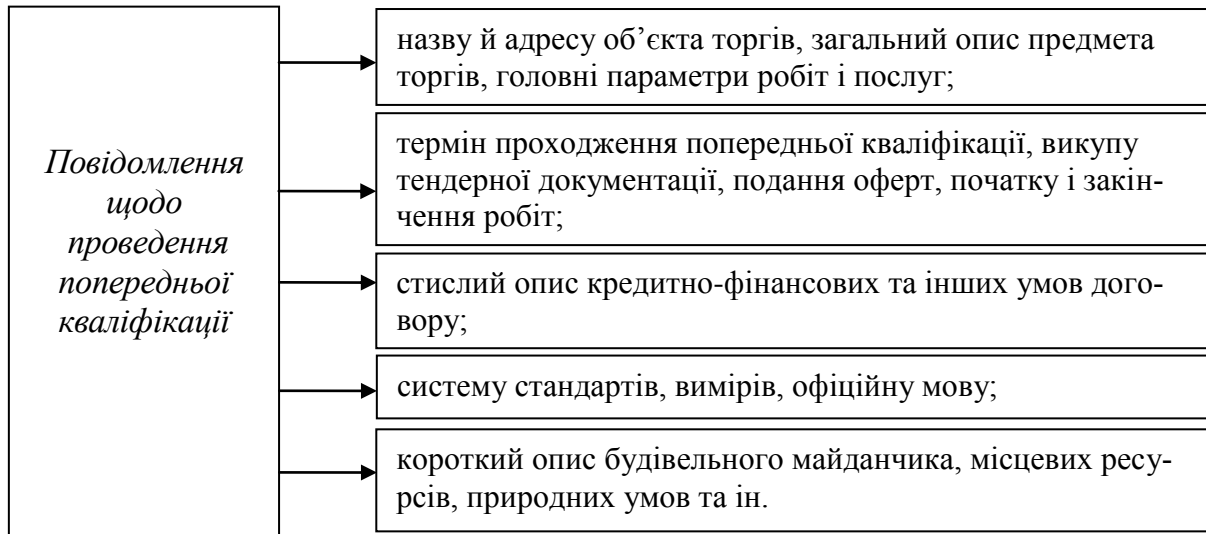 Повідомлення
щодо
проведення
попередньої
кваліфікації
назву й адресу об’єкта торгів, загальний опис предмета
торгів, головні параметри робіт і послуг;
термін проходження попередньої кваліфікації, викупу
тендерної документації, подання оферт, початку і закін-
чення робіт;
стислий опис кредитно-фінансових та інших умов дого-
вору;
систему стандартів, вимірів, офіційну мову;
короткий опис будівельного майданчика, місцевих ресу-
рсів, природних умов та ін.